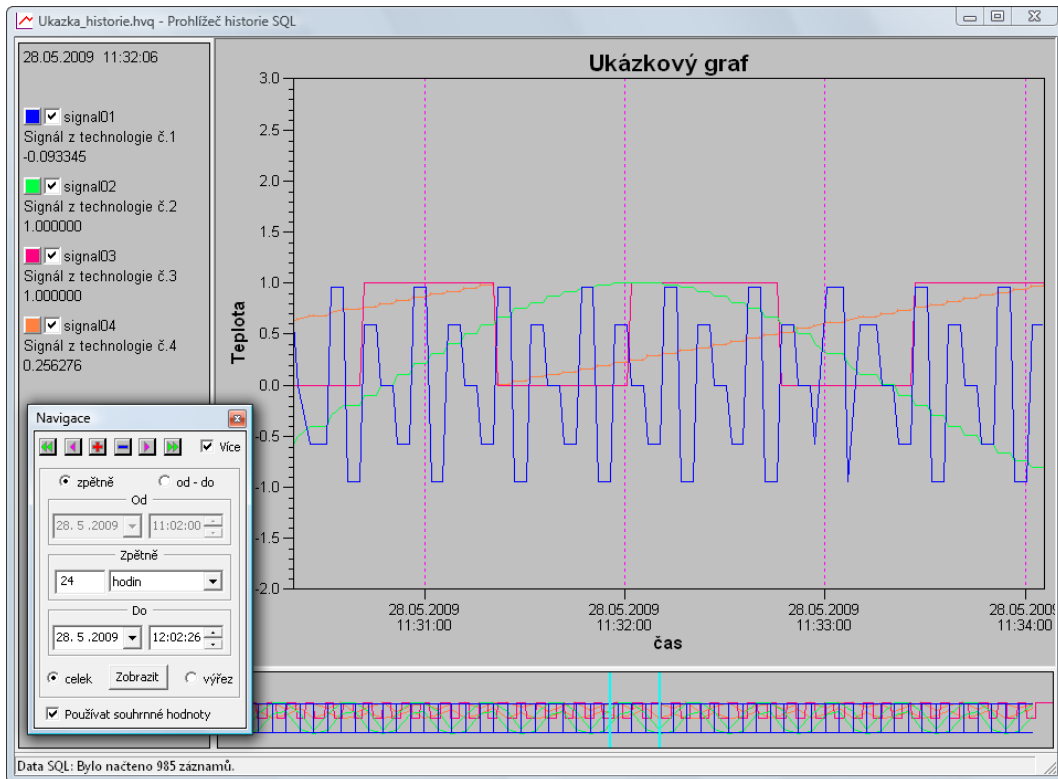 Ukazka_historie.hvq - Prohlížeč historie SQL
28.05.2009 11:32:06
signal01
Signál z technologie č.1
-0.093345
signal02
Signál z technologie č.2
1.000000
signal03
Signál z technologie č.3
1.000000
signal04
Signál z technologie č.4
0.256276
Ukázkový graf
Teplota
3.0
2.5
2.0
1.5
1.0
0.5
0.0
-0.5
-1.0
-1.5
-2.0
28.05.2009
11:31:00
28.05.2009
11:32:00
28.05.2009
11:33:00
28.05.2009
11:34:00
čas
Navigace
Více
zpětně
od - do
Od
28. 5 .2009
11:02:00
Zpětně
24
hodin
Do
28. 5 .2009
12:02:26
celek
Zobrazit
výřez
Používat souhrnné hodnoty
Data SQL: Bylo načteno 985 záznamů.